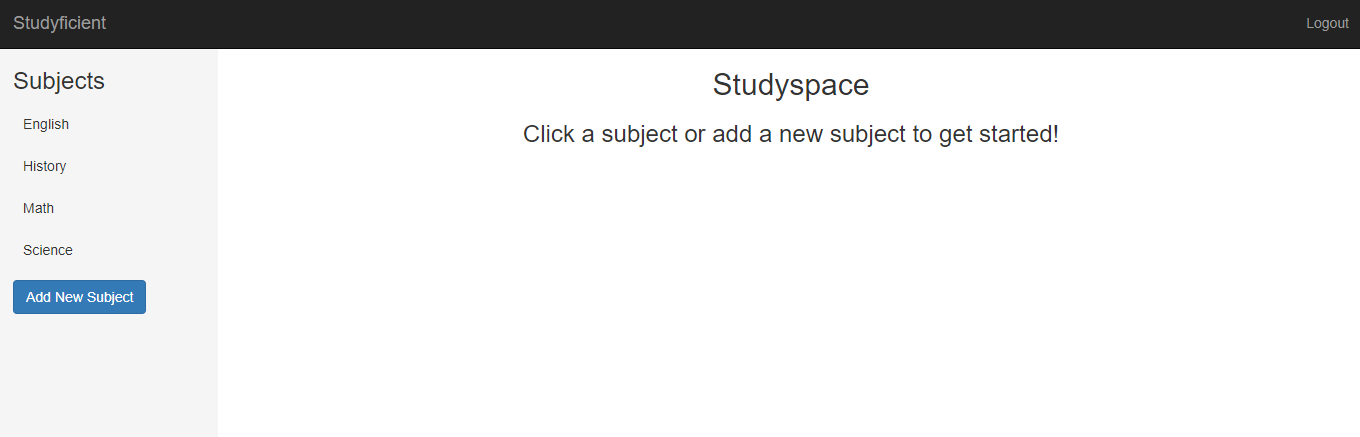 Studyficient
Logout
Subjects
English
History
Math
Science
Add New Subject
Studyspace
Click a subject or add a new subject to get started!